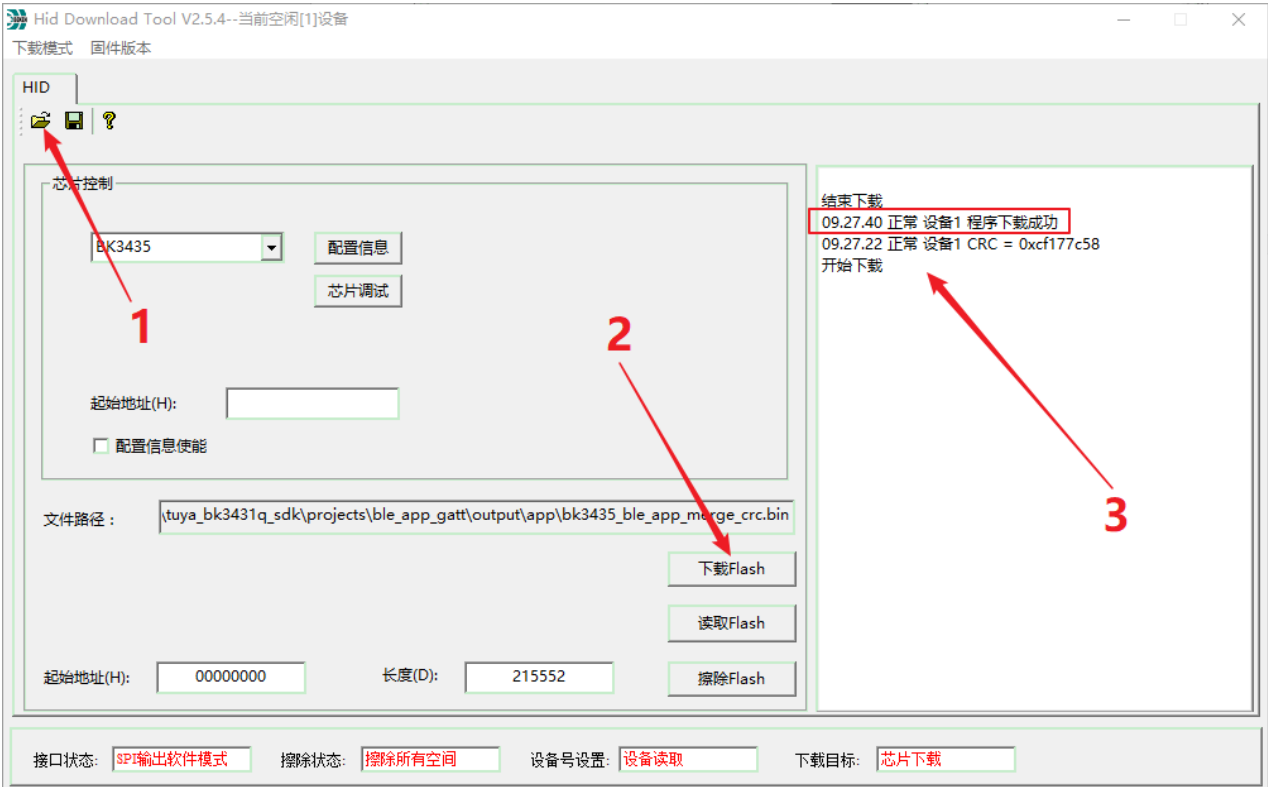 Hid Download Tool V2.5.4--当前空闲[1]设备
下载模式 固件版本
HID
芯片控制
BK3435
配置信息
芯片调试
1
起始地址(H):
配置信息使能
2
文件路径：
\tuya_bk3431q_sdk\projects\ble_app_gatt\output\app\bk3435_ble_app_merge_crc.bin
下载Flash
读取Flash
起始地址(H): 00000000 长度(D): 215552 擦除Flash
结束下载
09.27.40 正常 设备1 程序下载成功
09.27.22 正常 设备1 CRC = 0xcf177c58
开始下载
3
接口状态: SPI输出软件模式 擦除状态: 擦除所有空间 设备号设置: 设备读取 下载目标: 芯片下载